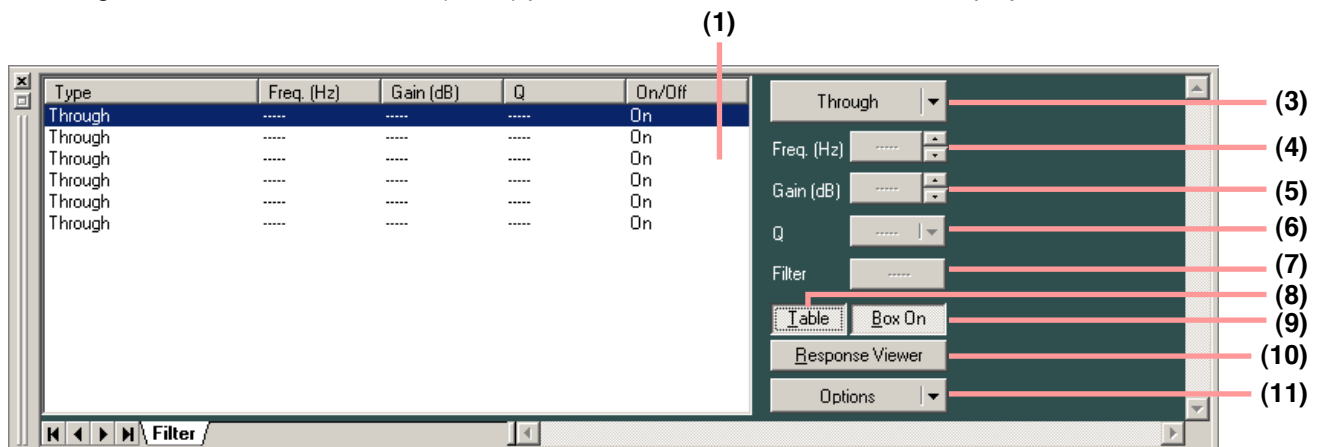 (1)
Type Freq. (Hz) Gain (dB) Q On/Off
Through ----- ----- ----- On
Through ----- ----- ----- On
Through ----- ----- ----- On
Through ----- ----- ----- On
Through ----- ----- ----- On
Through ----- ----- ----- On
Through (3)
Freq. (Hz) ----- (4)
Gain (dB) ----- (5)
Q ----- (6)
Filter ----- (7)
(8)
Table Box On (9)
Response Viewer (10)
Options (11)
Filter